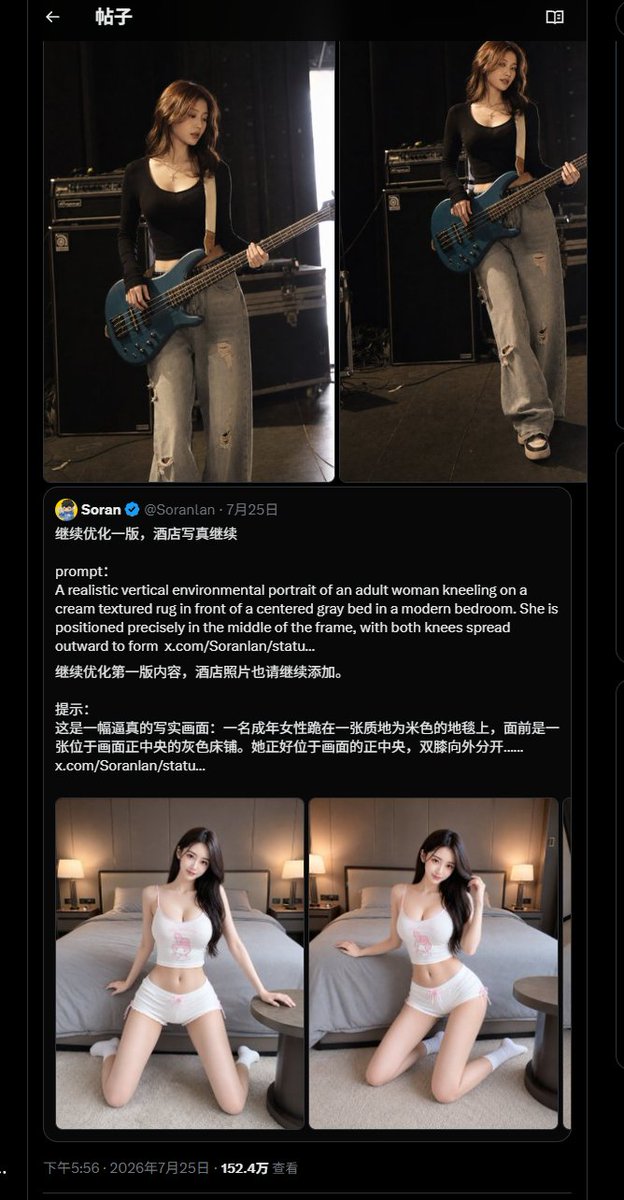 帖子
Soran @Soranlan · 7月25日
继续优化一版，酒店写真继续
prompt：
A realistic vertical environmental portrait of an adult woman kneeling on a
cream textured rug in front of a centered gray bed in a modern bedroom. She is
positioned precisely in the middle of the frame, with both knees spread
outward to form x.com/Soranlan/statu...
继续优化第一版内容，酒店照片也请继续添加。
提示：
这是一幅逼真的写实画面：一名成年女性跪在一张质地为米色的地毯上，面前是一
张位于画面正中央的灰色床铺。她正好位于画面的正中央，双膝向外分开......
x.com/Soranlan/statu...
下午5:56 · 2026年7月25日 · 152.4万 查看